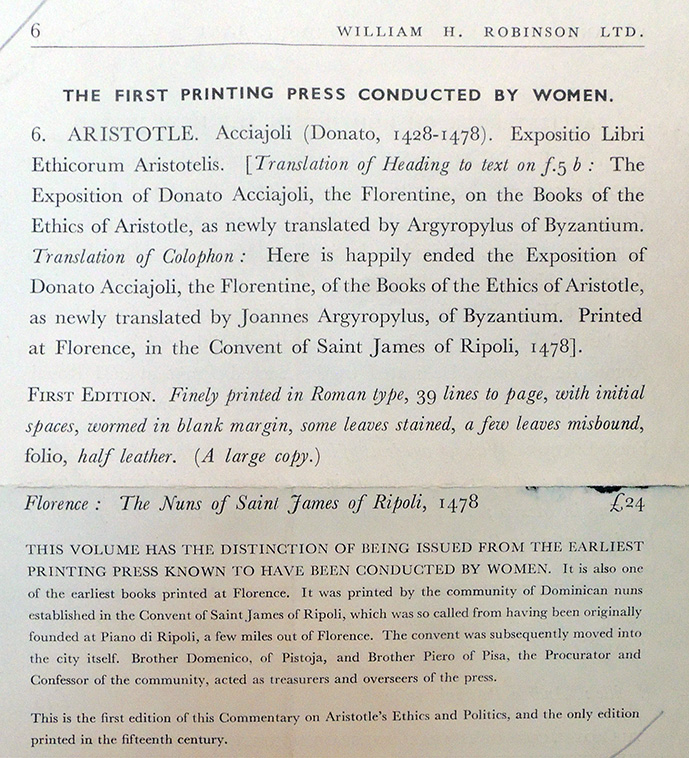 6 WILLIAM H. ROBINSON LTD.
THE FIRST PRINTING PRESS CONDUCTED BY WOMEN.
6. ARISTOTLE. Acciajoli (Donato, 1428-1478). Expositio Libri
Ethicorum Aristotelis. [Translation of Heading to text on f.5 b : The
Exposition of Donato Acciajoli, the Florentine, on the Books of the
Ethics of Aristotle, as newly translated by Argyropylus of Byzantium.
Translation of Colophon : Here is happily ended the Exposition of
Donato Acciajoli, the Florentine, of the Books of the Ethics of Aristotle,
as newly translated by Joannes Argyropylus, of Byzantium. Printed
at Florence, in the Convent of Saint James of Ripoli, 1478].
FIRST EDITION. Finely printed in Roman type, 39 lines to page, with initial
spaces, wormed in blank margin, some leaves stained, a few leaves misbound,
folio, half leather. (A large copy.)
Florence : The Nuns of Saint James of Ripoli, 1478 £24
THIS VOLUME HAS THE DISTINCTION OF BEING ISSUED FROM THE EARLIEST
PRINTING PRESS KNOWN TO HAVE BEEN CONDUCTED BY WOMEN. It is also one
of the earliest books printed at Florence. It was printed by the community of Dominican nuns
established in the Convent of Saint James of Ripoli, which was so called from having been originally
founded at Piano di Ripoli, a few miles out of Florence. The convent was subsequently moved into
the city itself. Brother Domenico, of Pistoja, and Brother Piero of Pisa, the Procurator and
Confessor of the community, acted as treasurers and overseers of the press.
This is the first edition of this Commentary on Aristotle's Ethics and Politics, and the only edition
printed in the fifteenth century.